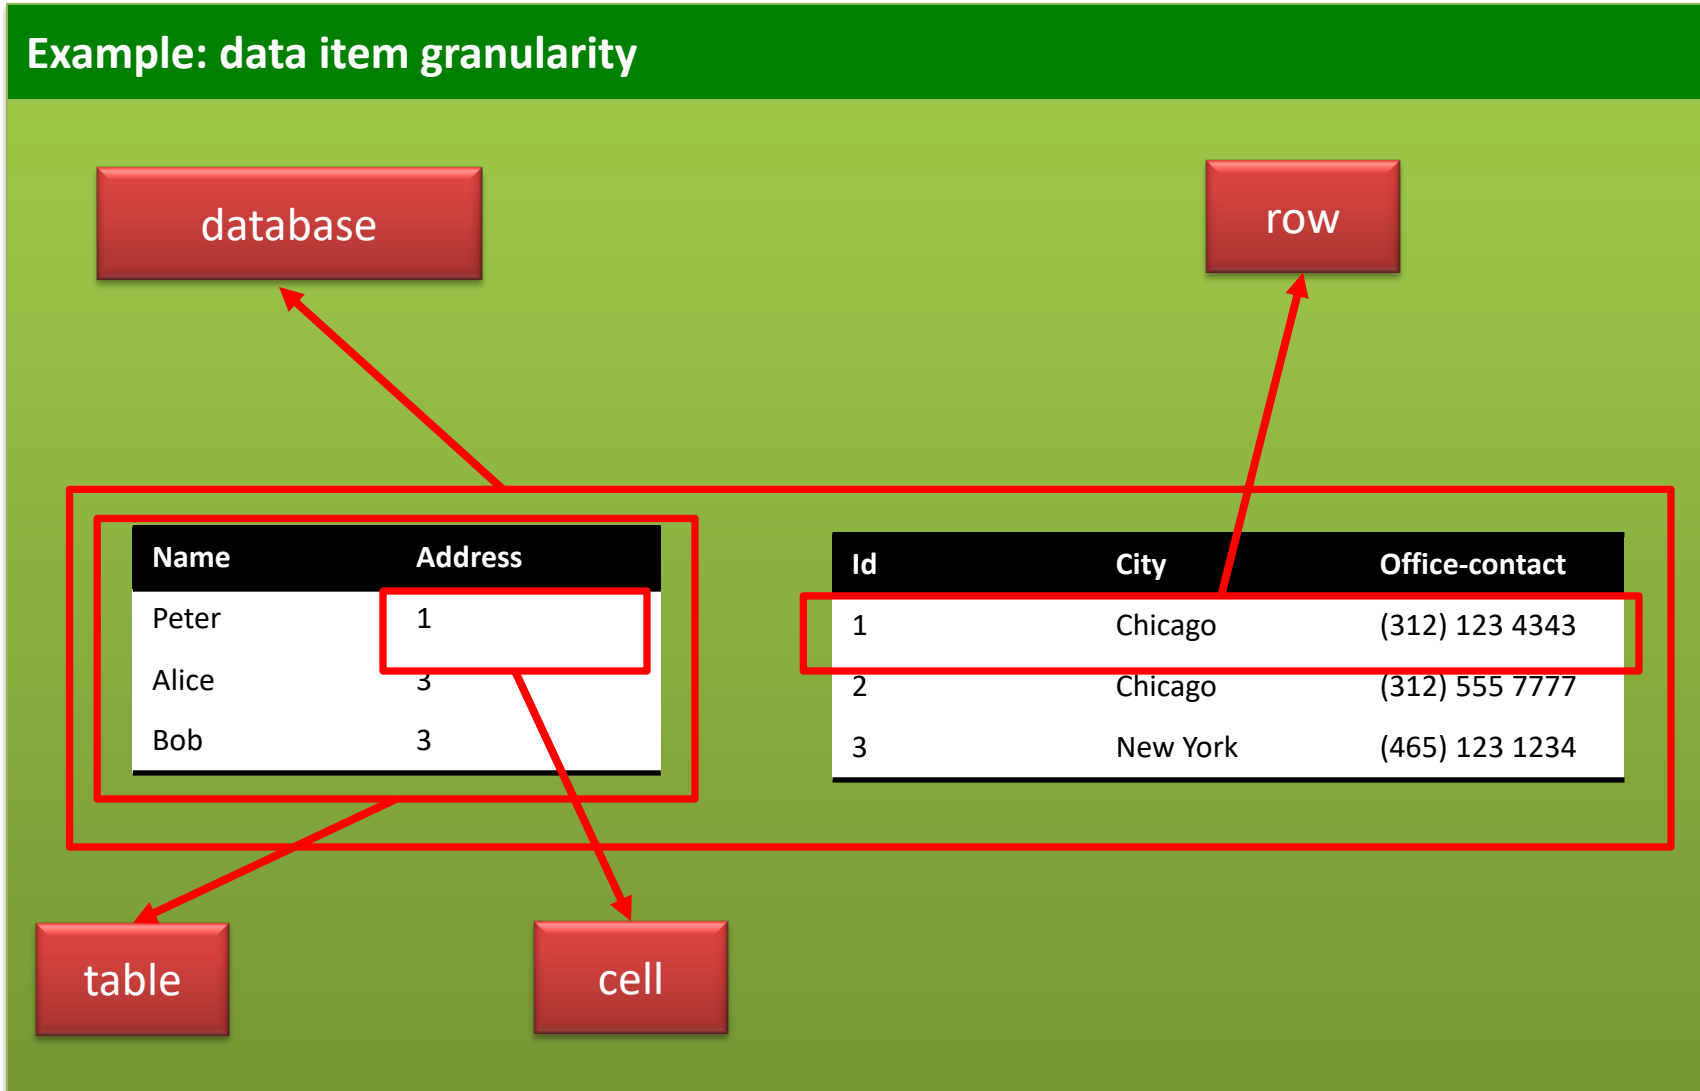 Example: data item granularity
database
row
Name Address
Peter 1
Alice 3
Bob 3
Id City Office-contact
1 Chicago (312) 123 4343
2 Chicago (312) 555 7777
3 New York (465) 123 1234
table
cell